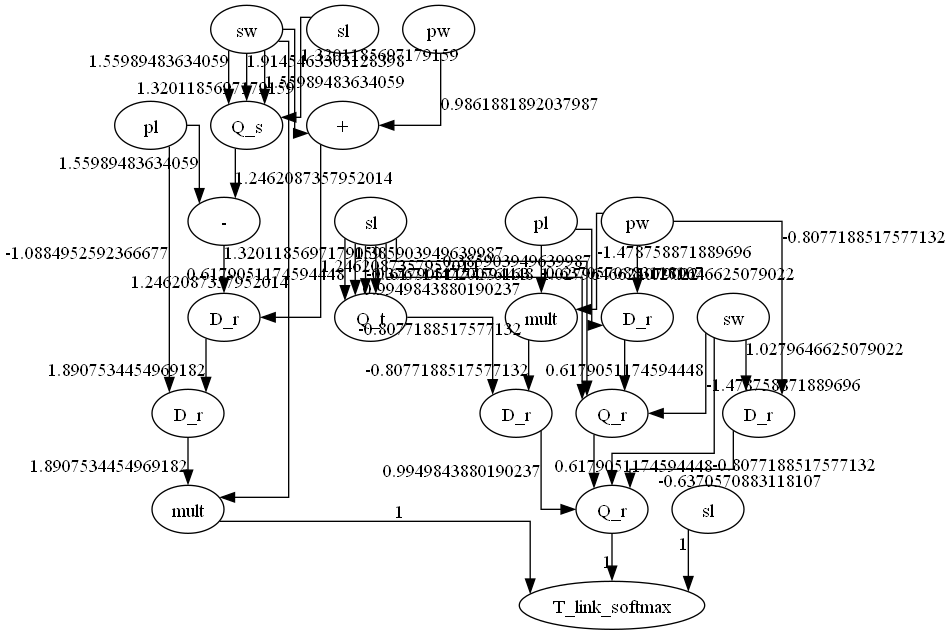 sw
sl
pw
1.55989483634059
1.9145463303128398
1.3201185697179159
1.55989483634059
1.3201185697179159
0.9861881892037987
pl
Q_s
+
1.55989483634059
1.2462087357952014
-
sl
pl
pw
-0.8077188517577132
-1.0884952592366677
-1.478758871889696
0.6179051174594448
1.2462087357952014
0.9949843880190237
D_r
Q_t
mult
D_r
sw
-0.8077188517577132
1.0279646625079022
1.8907534454969182
-0.8077188517577132
0.6179051174594448
-1.478758871889696
D_r
D_r
Q_r
D_r
1.8907534454969182
0.9949843880190237
0.6179051174594448
-0.8077188517577132
-0.6370570883118107
mult
Q_r
sl
1
1
1
T_link_softmax